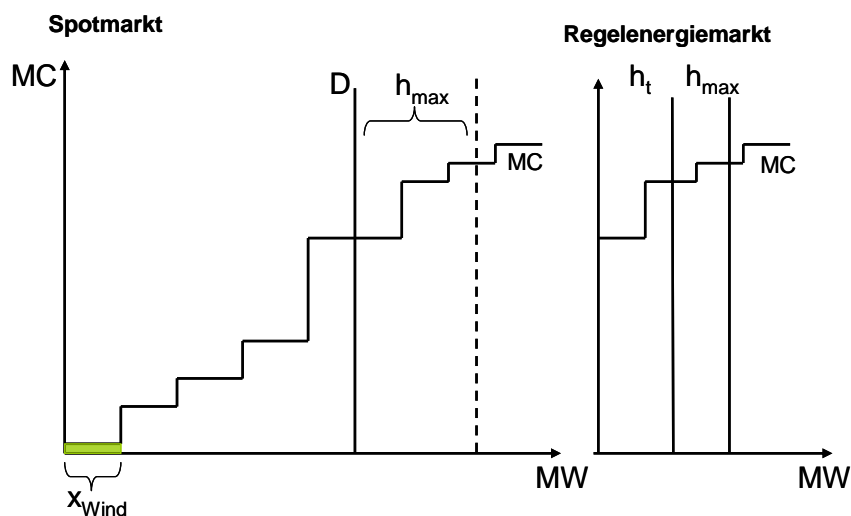 Spotmarkt
MC
D
h_max
MC
MW
x_Wind
Regelenergiemarkt
h_t
h_max
MC
MW